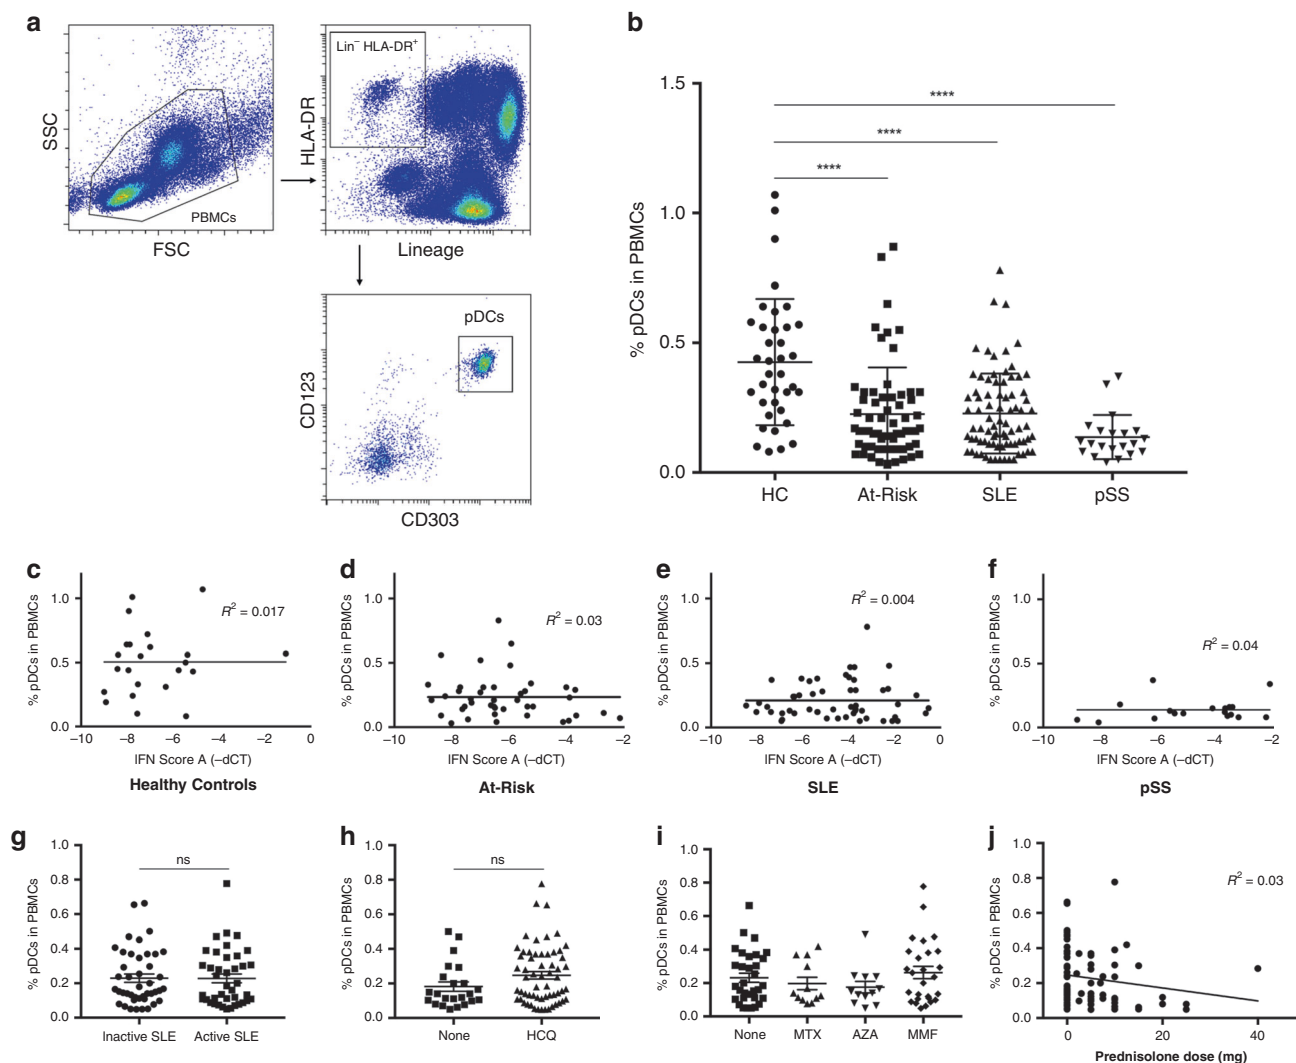 a
SSC
PBMCs
FSC
HLA-DR
Lin⁻ HLA-DR⁺
Lineage
CD123
pDCs
CD303
b
% pDCs in PBMCs
1.5
1.0
0.5
0.0
****
****
****
HC At-Risk SLE pSS
c
% pDCs in PBMCs
1.0
0.5
0.0
R² = 0.017
−10 −8 −6 −4 −2 0
IFN Score A (−dCT)
Healthy Controls
d
% pDCs in PBMCs
1.0
0.5
0.0
R² = 0.03
−10 −8 −6 −4 −2
IFN Score A (−dCT)
At-Risk
e
% pDCs in PBMCs
1.0
0.5
0.0
R² = 0.004
−10 −8 −6 −4 −2 0
IFN Score A (−dCT)
SLE
f
% pDCs in PBMCs
1.0
0.5
0.0
R² = 0.04
−10 −8 −6 −4 −2
IFN Score A (−dCT)
pSS
g
% pDCs in PBMCs
1.0
0.8
0.6
0.4
0.2
0.0
ns
Inactive SLE Active SLE
h
% pDCs in PBMCs
1.0
0.8
0.6
0.4
0.2
0.0
ns
None HCQ
i
% pDCs in PBMCs
1.0
0.8
0.6
0.4
0.2
0.0
None MTX AZA MMF
j
% pDCs in PBMCs
1.0
0.8
0.6
0.4
0.2
0.0
R² = 0.03
0 20 40
Prednisolone dose (mg)